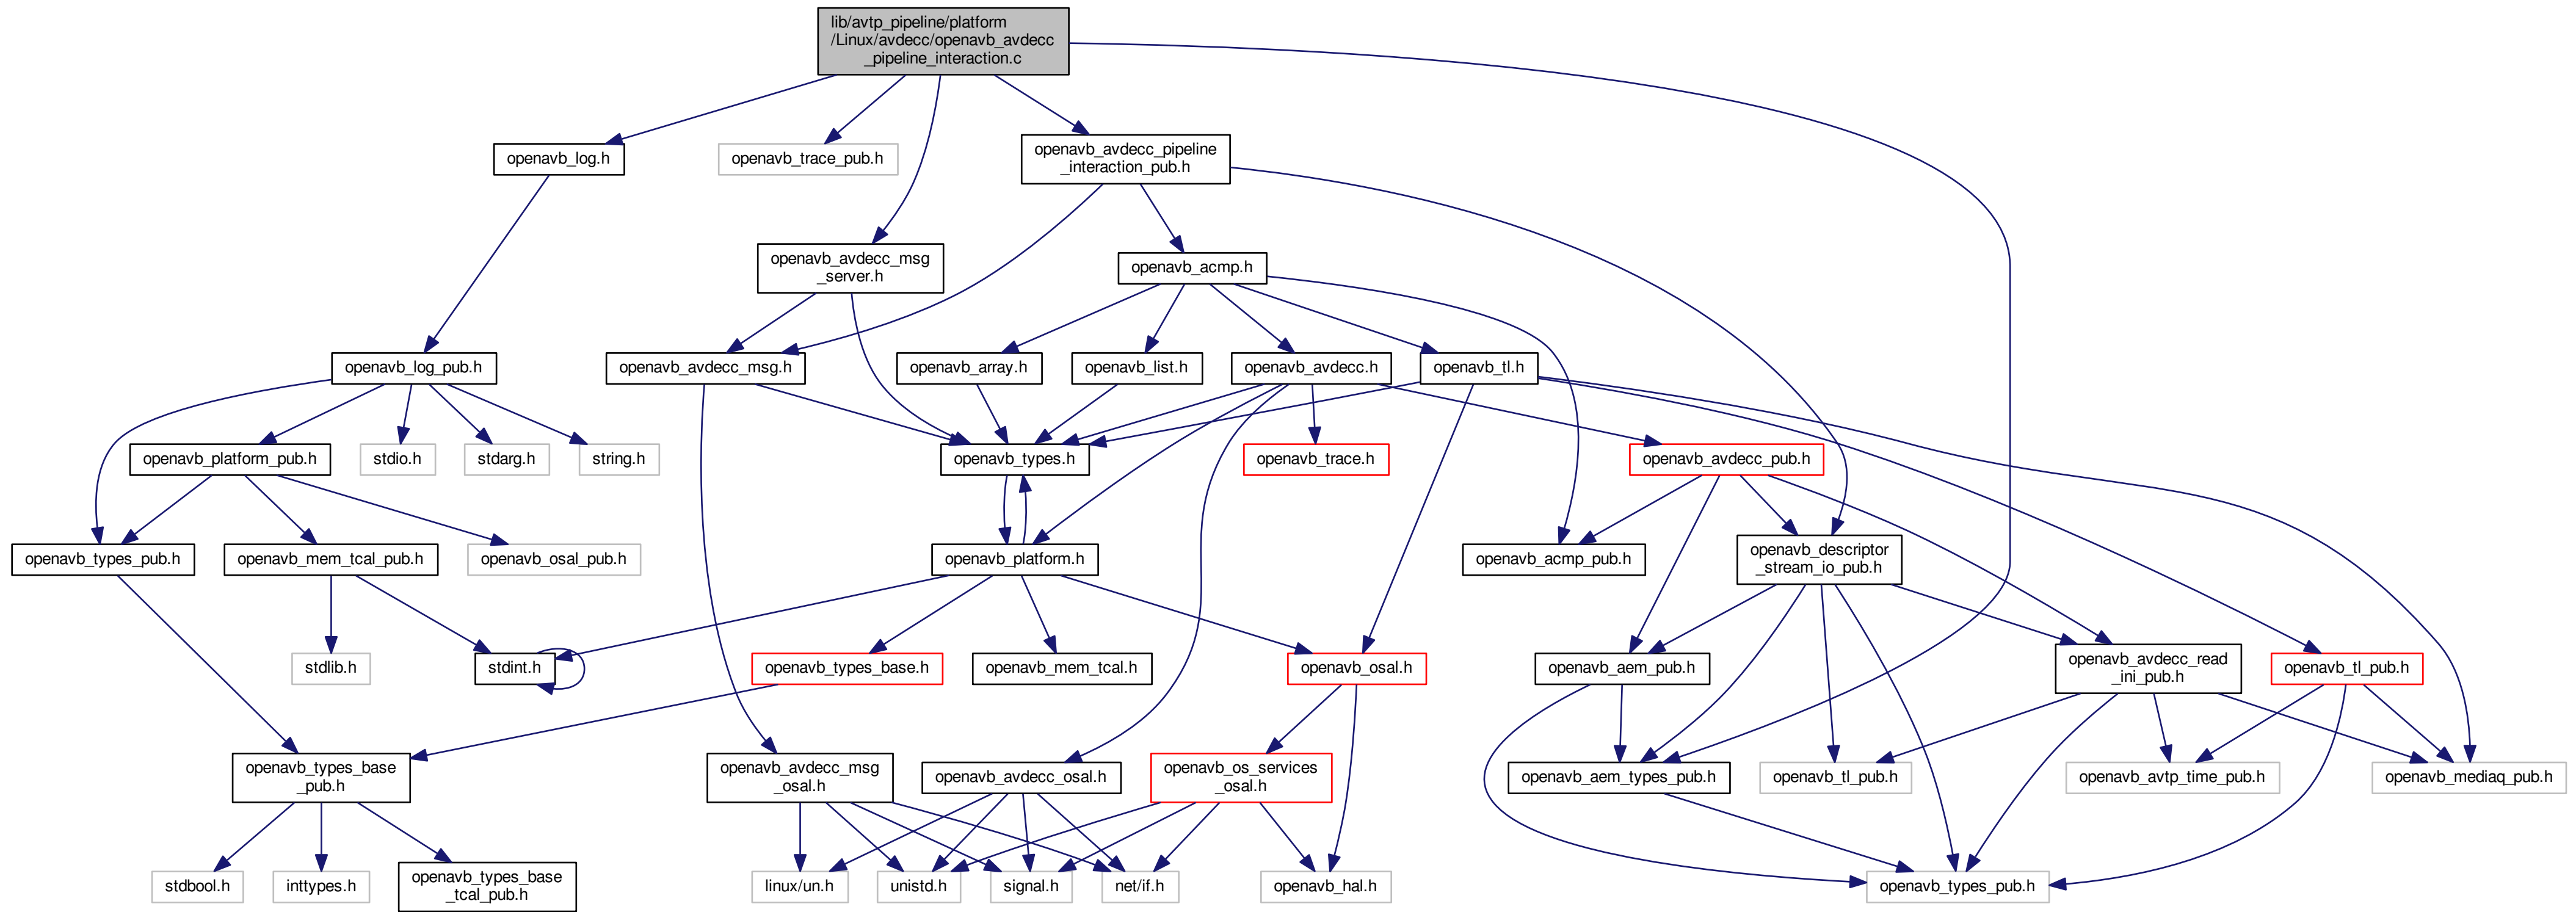 lib/avtp_pipeline/platform
/Linux/avdecc/openavb_avdecc
_pipeline_interaction.c
openavb_log.h
openavb_trace_pub.h
openavb_avdecc_pipeline
_interaction_pub.h
openavb_avdecc_msg
_server.h
openavb_acmp.h
openavb_log_pub.h
openavb_avdecc_msg.h
openavb_array.h
openavb_list.h
openavb_avdecc.h
openavb_tl.h
openavb_platform_pub.h
stdio.h
stdarg.h
string.h
openavb_types.h
openavb_trace.h
openavb_avdecc_pub.h
openavb_types_pub.h
openavb_mem_tcal_pub.h
openavb_osal_pub.h
openavb_platform.h
openavb_acmp_pub.h
openavb_descriptor
_stream_io_pub.h
stdlib.h
stdint.h
openavb_types_base.h
openavb_mem_tcal.h
openavb_osal.h
openavb_aem_pub.h
openavb_avdecc_read
_ini_pub.h
openavb_tl_pub.h
openavb_types_base
_pub.h
openavb_avdecc_msg
_osal.h
openavb_avdecc_osal.h
openavb_os_services
_osal.h
openavb_aem_types_pub.h
openavb_tl_pub.h
openavb_avtp_time_pub.h
openavb_mediaq_pub.h
stdbool.h
inttypes.h
openavb_types_base
_tcal_pub.h
linux/un.h
unistd.h
signal.h
net/if.h
openavb_hal.h
openavb_types_pub.h